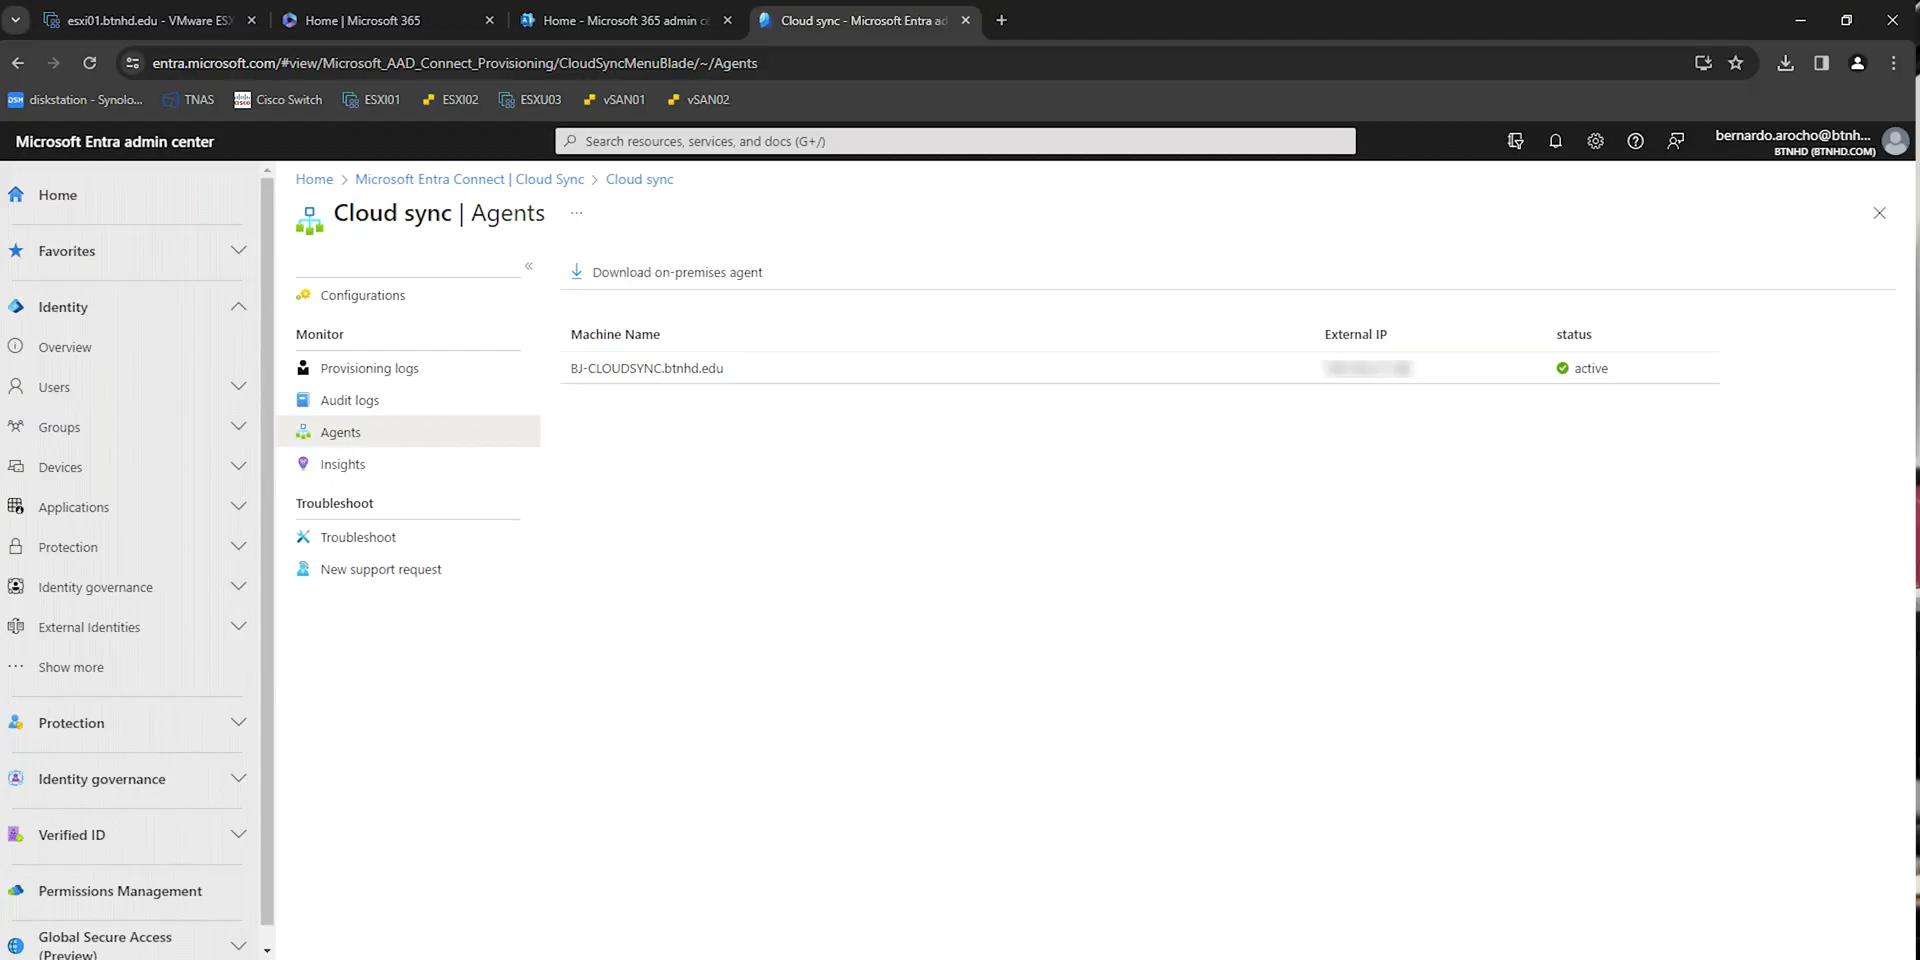 esxi01.btnhd.edu - VMware ESX
Home | Microsoft 365
Home - Microsoft 365 admin ce
Cloud sync - Microsoft Entra ad
entra.microsoft.com/#view/Microsoft_AAD_Connect_Provisioning/CloudSyncMenuBlade/~/Agents
DSM diskstation - Synolo...
TNAS
Cisco Switch
ESXI01
ESXI02
ESXU03
vSAN01
vSAN02
Microsoft Entra admin center
Search resources, services, and docs (G+/)
bernardo.arocho@btnh...
BTNHD (BTNHD.COM)
Home
Favorites
Identity
Overview
Users
Groups
Devices
Applications
Protection
Identity governance
External Identities
Show more
Protection
Identity governance
Verified ID
Permissions Management
Global Secure Access
(Preview)
Home > Microsoft Entra Connect | Cloud Sync > Cloud sync
Cloud sync | Agents
Configurations
Monitor
Provisioning logs
Audit logs
Agents
Insights
Troubleshoot
Troubleshoot
New support request
Download on-premises agent
Machine Name External IP status
BJ-CLOUDSYNC.btnhd.edu active